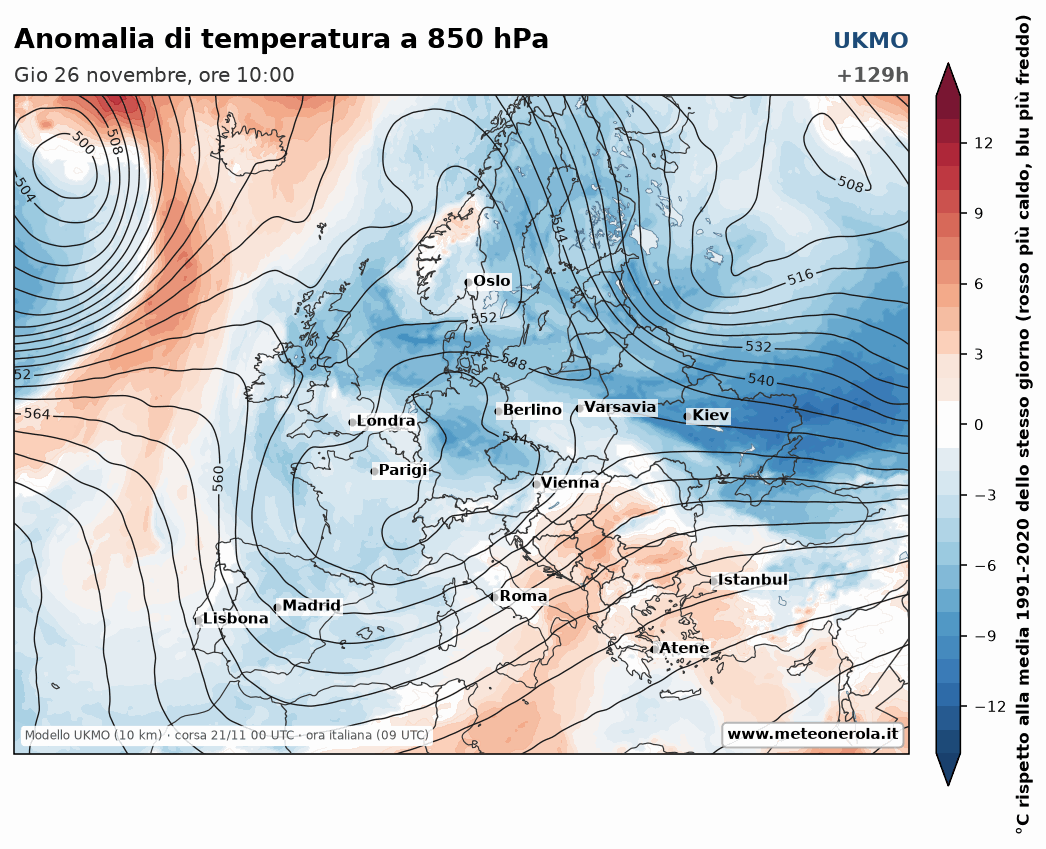 Anomalia di temperatura a 850 hPa
UKMO
Gio 26 novembre, ore 10:00
+129h
500
508
504
508
544
516
Oslo
552
532
548
540
52
564
Londra
Berlino
Varsavia
Kiev
544
Parigi
560
Vienna
Istanbul
Roma
Madrid
Lisbona
Atene
Modello UKMO (10 km) · corsa 21/11 00 UTC · ora italiana (09 UTC)
www.meteonerola.it
12
9
6
3
0
−3
−6
−9
−12
°C rispetto alla media 1991-2020 dello stesso giorno (rosso più caldo, blu più freddo)